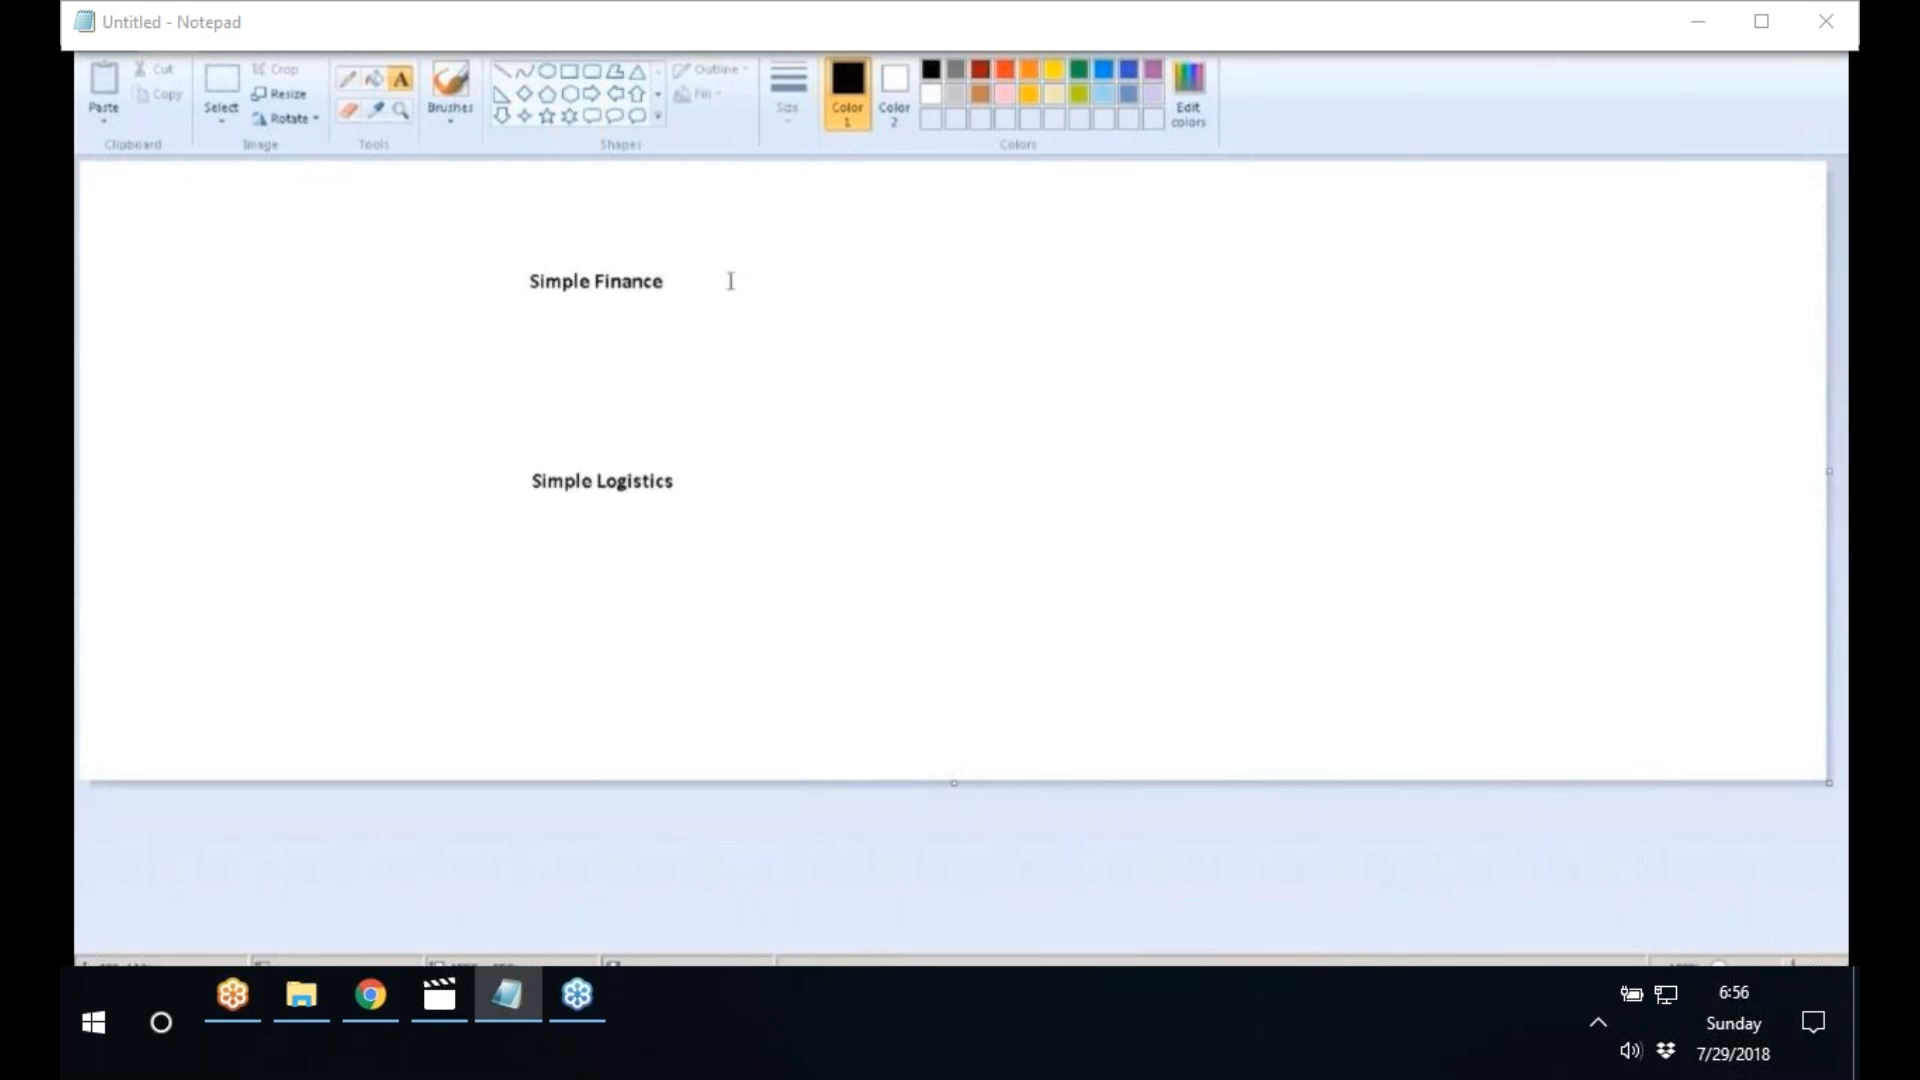 Untitled - Notepad
Paste
Cut
Copy
Clipboard
Select
Crop
Resize
Rotate
Image
Tools
Brushes
Shapes
Outline
Fill
Size
Color 1
Color 2
Edit colors
Colors
Simple Finance
Simple Logistics
6:56
Sunday
7/29/2018